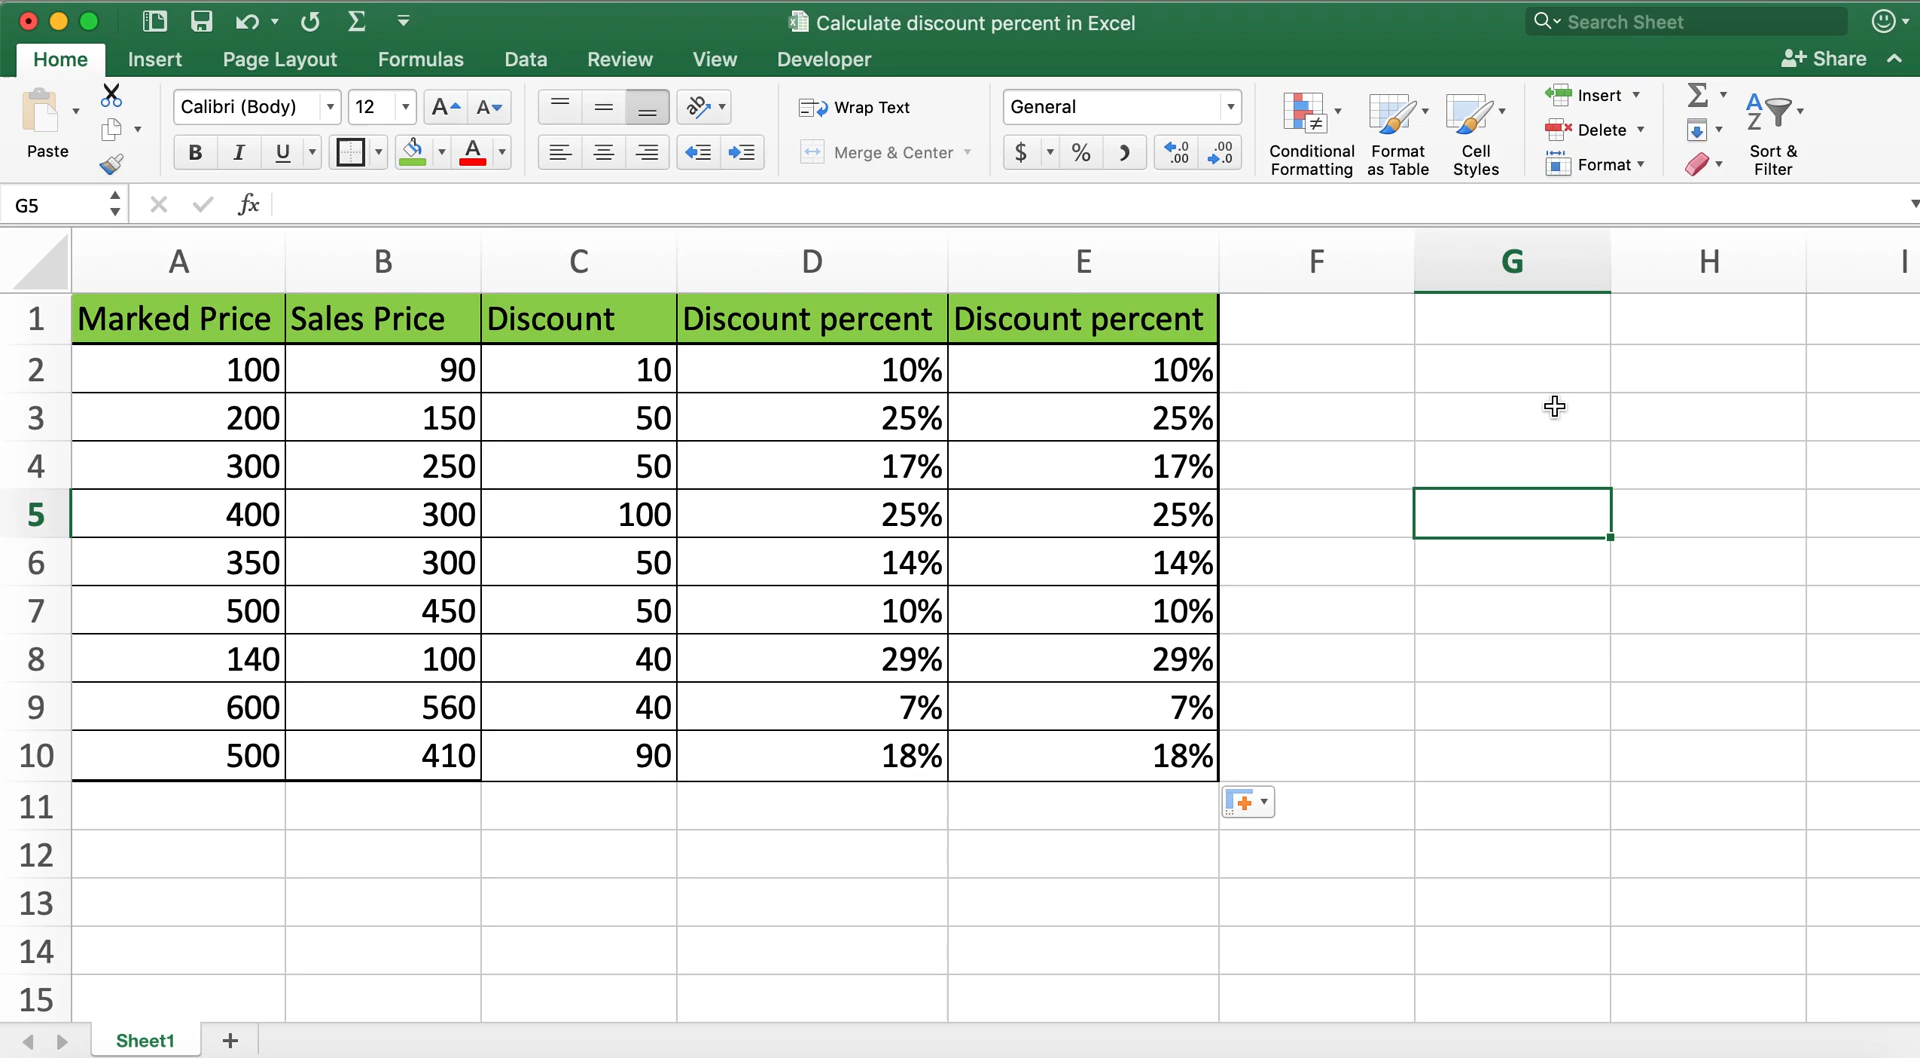 Calculate discount percent in Excel
Search Sheet
Home Insert Page Layout Formulas Data Review View Developer
Share
Paste
Calibri (Body) 12
B I U
Wrap Text
Merge & Center
General
$ %
Conditional Formatting
Format as Table
Cell Styles
Insert
Delete
Format
Sort & Filter
G5
fx
A B C D E F G H I
1 Marked Price Sales Price Discount Discount percent Discount percent
2 100 90 10 10% 10%
3 200 150 50 25% 25%
4 300 250 50 17% 17%
5 400 300 100 25% 25%
6 350 300 50 14% 14%
7 500 450 50 10% 10%
8 140 100 40 29% 29%
9 600 560 40 7% 7%
10 500 410 90 18% 18%
11
12
13
14
15
Sheet1